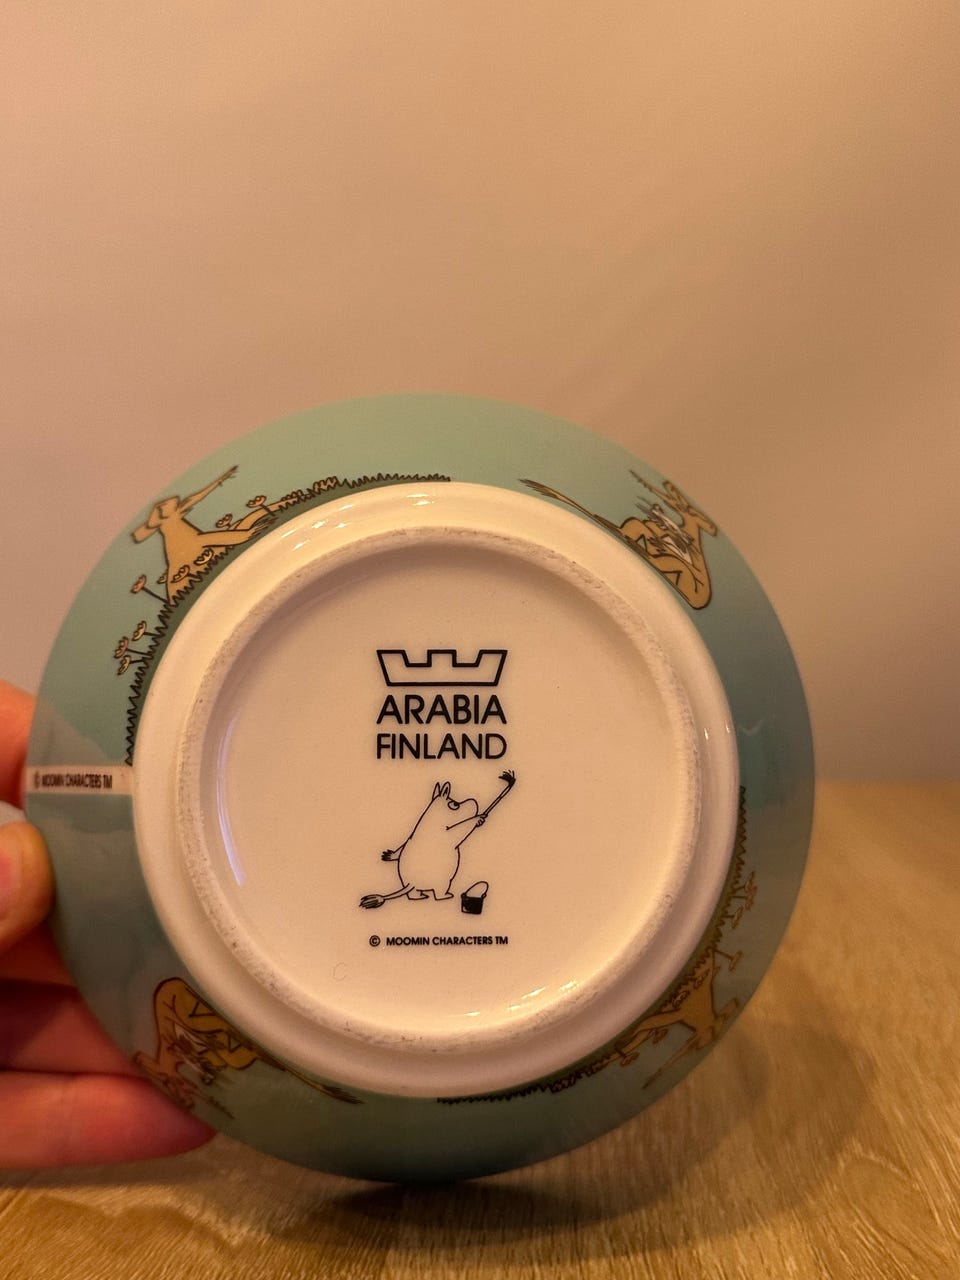 ARABIA
FINLAND
© MOOMIN CHARACTERS TM
© MOOMIN CHARACTERS TM